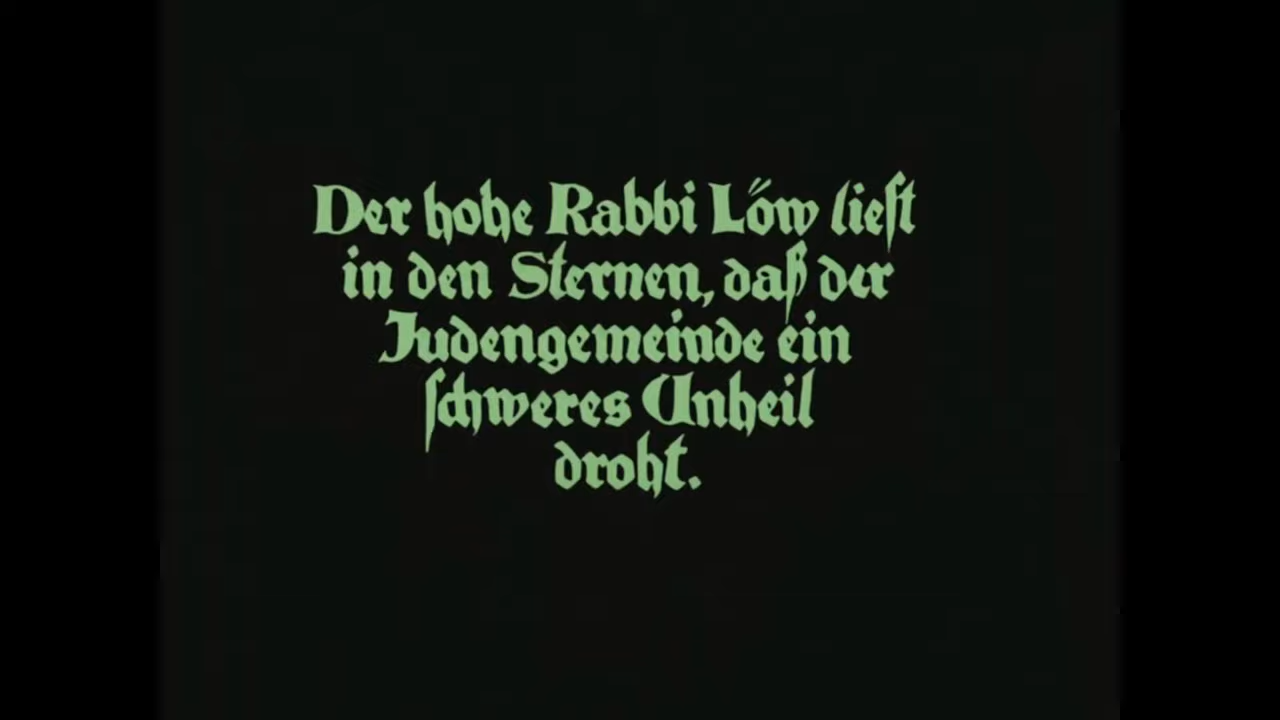 Der hohe Rabbi Löw liest
in den Sternen, daß der
Judengemeinde ein
schweres Unheil
droht.